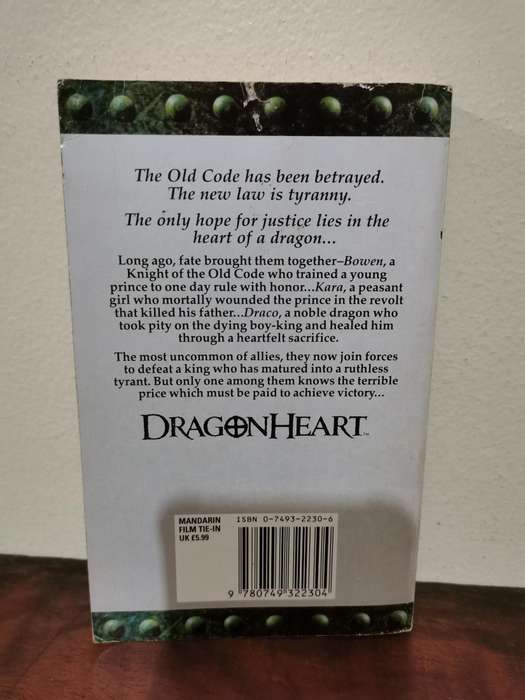 The Old Code has been betrayed.
The new law is tyranny.
The only hope for justice lies in the
heart of a dragon...
Long ago, fate brought them together–Bowen, a
Knight of the Old Code who trained a young
prince to one day rule with honor...Kara, a peasant
girl who mortally wounded the prince in the revolt
that killed his father...Draco, a noble dragon who
took pity on the dying boy-king and healed him
through a heartfelt sacrifice.
The most uncommon of allies, they now join forces
to defeat a king who has matured into a ruthless
tyrant. But only one among them knows the terrible
price which must be paid to achieve victory...
DRAGONHEART™
MANDARIN
FILM TIE-IN
UK £5.99
ISBN 0-7493-2230-6
9 780749 322304